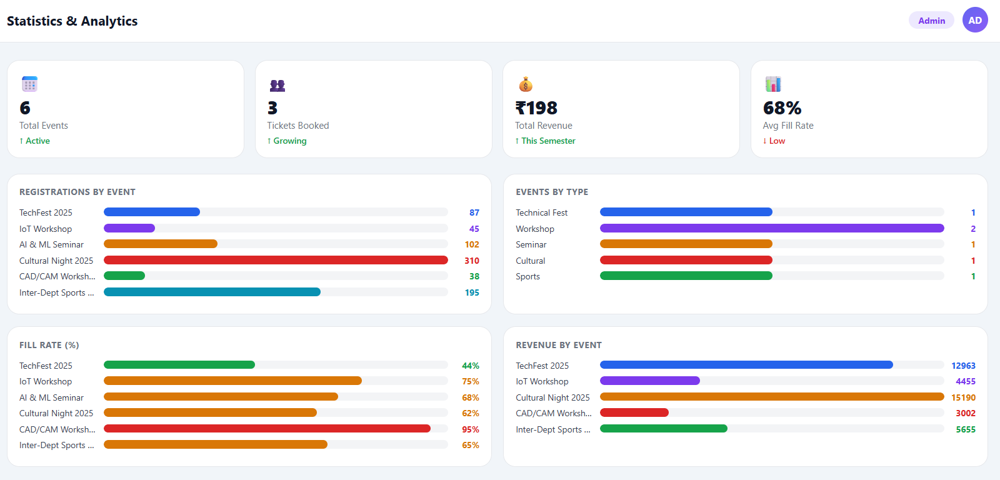 Statistics & Analytics
Admin
AD
6
Total Events
↑ Active
3
Tickets Booked
↑ Growing
₹198
Total Revenue
↑ This Semester
68%
Avg Fill Rate
↓ Low
REGISTRATIONS BY EVENT
TechFest 2025 87
IoT Workshop 45
AI & ML Seminar 102
Cultural Night 2025 310
CAD/CAM Worksh... 38
Inter-Dept Sports ... 195
EVENTS BY TYPE
Technical Fest 1
Workshop 2
Seminar 1
Cultural 1
Sports 1
FILL RATE (%)
TechFest 2025 44%
IoT Workshop 75%
AI & ML Seminar 68%
Cultural Night 2025 62%
CAD/CAM Worksh... 95%
Inter-Dept Sports ... 65%
REVENUE BY EVENT
TechFest 2025 12963
IoT Workshop 4455
Cultural Night 2025 15190
CAD/CAM Worksh... 3002
Inter-Dept Sports ... 5655